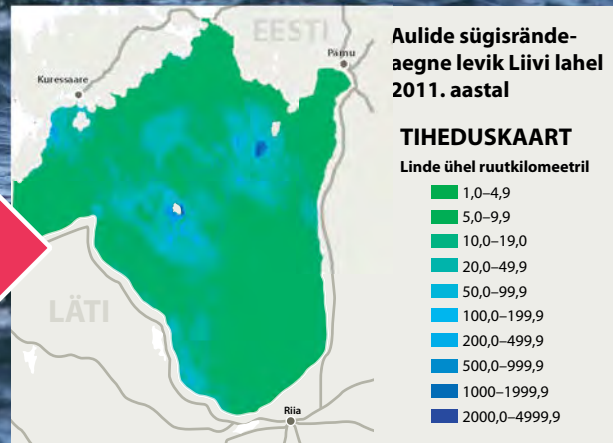 EESTI
Pärnu
Kuressaare
LÄTI
Riia
Aulide sügisrände-
aegne levik Liivi lahel
2011. aastal
TIHEDUSKAART
Linde ühel ruutkilomeetril
1,0–4,9
5,0–9,9
10,0–19,0
20,0–49,9
50,0–99,9
100,0–199,9
200,0–499,9
500,0–999,9
1000–1999,9
2000,0–4999,9